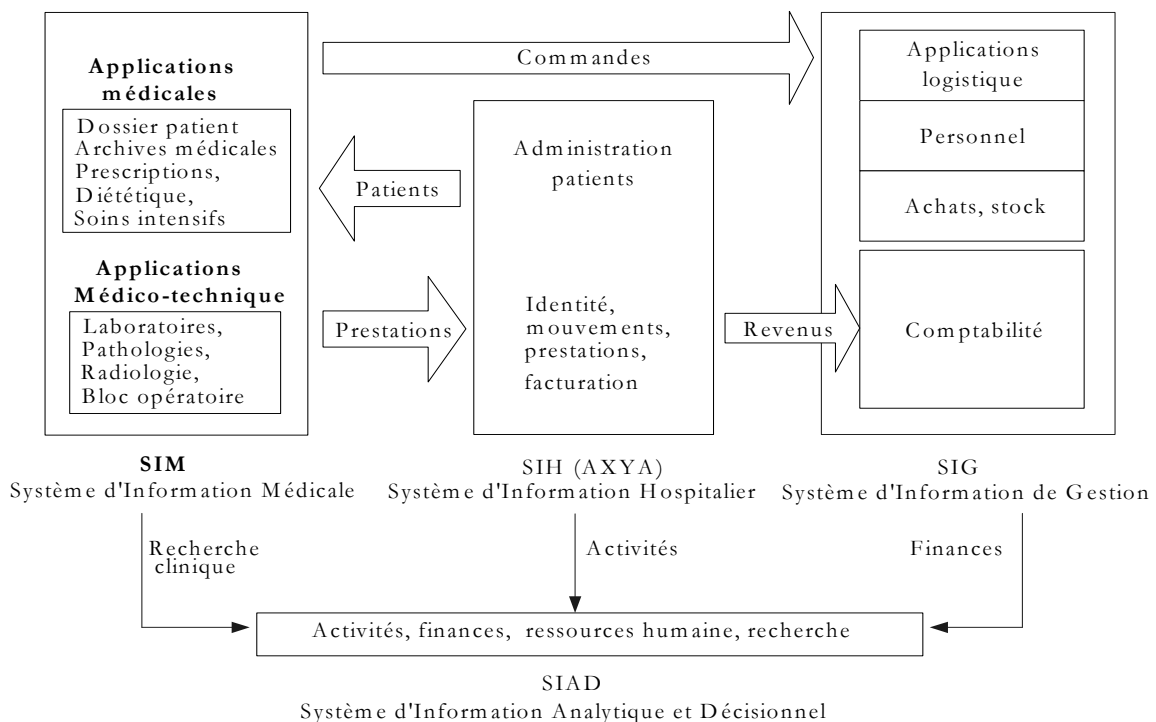 Applications
médicales
Dossier patient
Archives médicales
Prescriptions,
Diététique,
Soins intensifs
Applications
Médico-technique
Laboratoires,
Pathologies,
Radiologie,
Bloc opératoire
Commandes
Patients
Prestations
Administration
patients
Identité,
mouvements,
prestations,
facturation
Revenus
Applications
logistique
Personnel
Achats, stock
Comptabilité
SIM
Système d'Information Médicale
SIH (AXYA)
Système d'Information Hospitalier
SIG
Système d'Information de Gestion
Recherche
clinique
Activités
Finances
Activités, finances, ressources humaine, recherche
SIAD
Système d'Information Analytique et Décisionnel